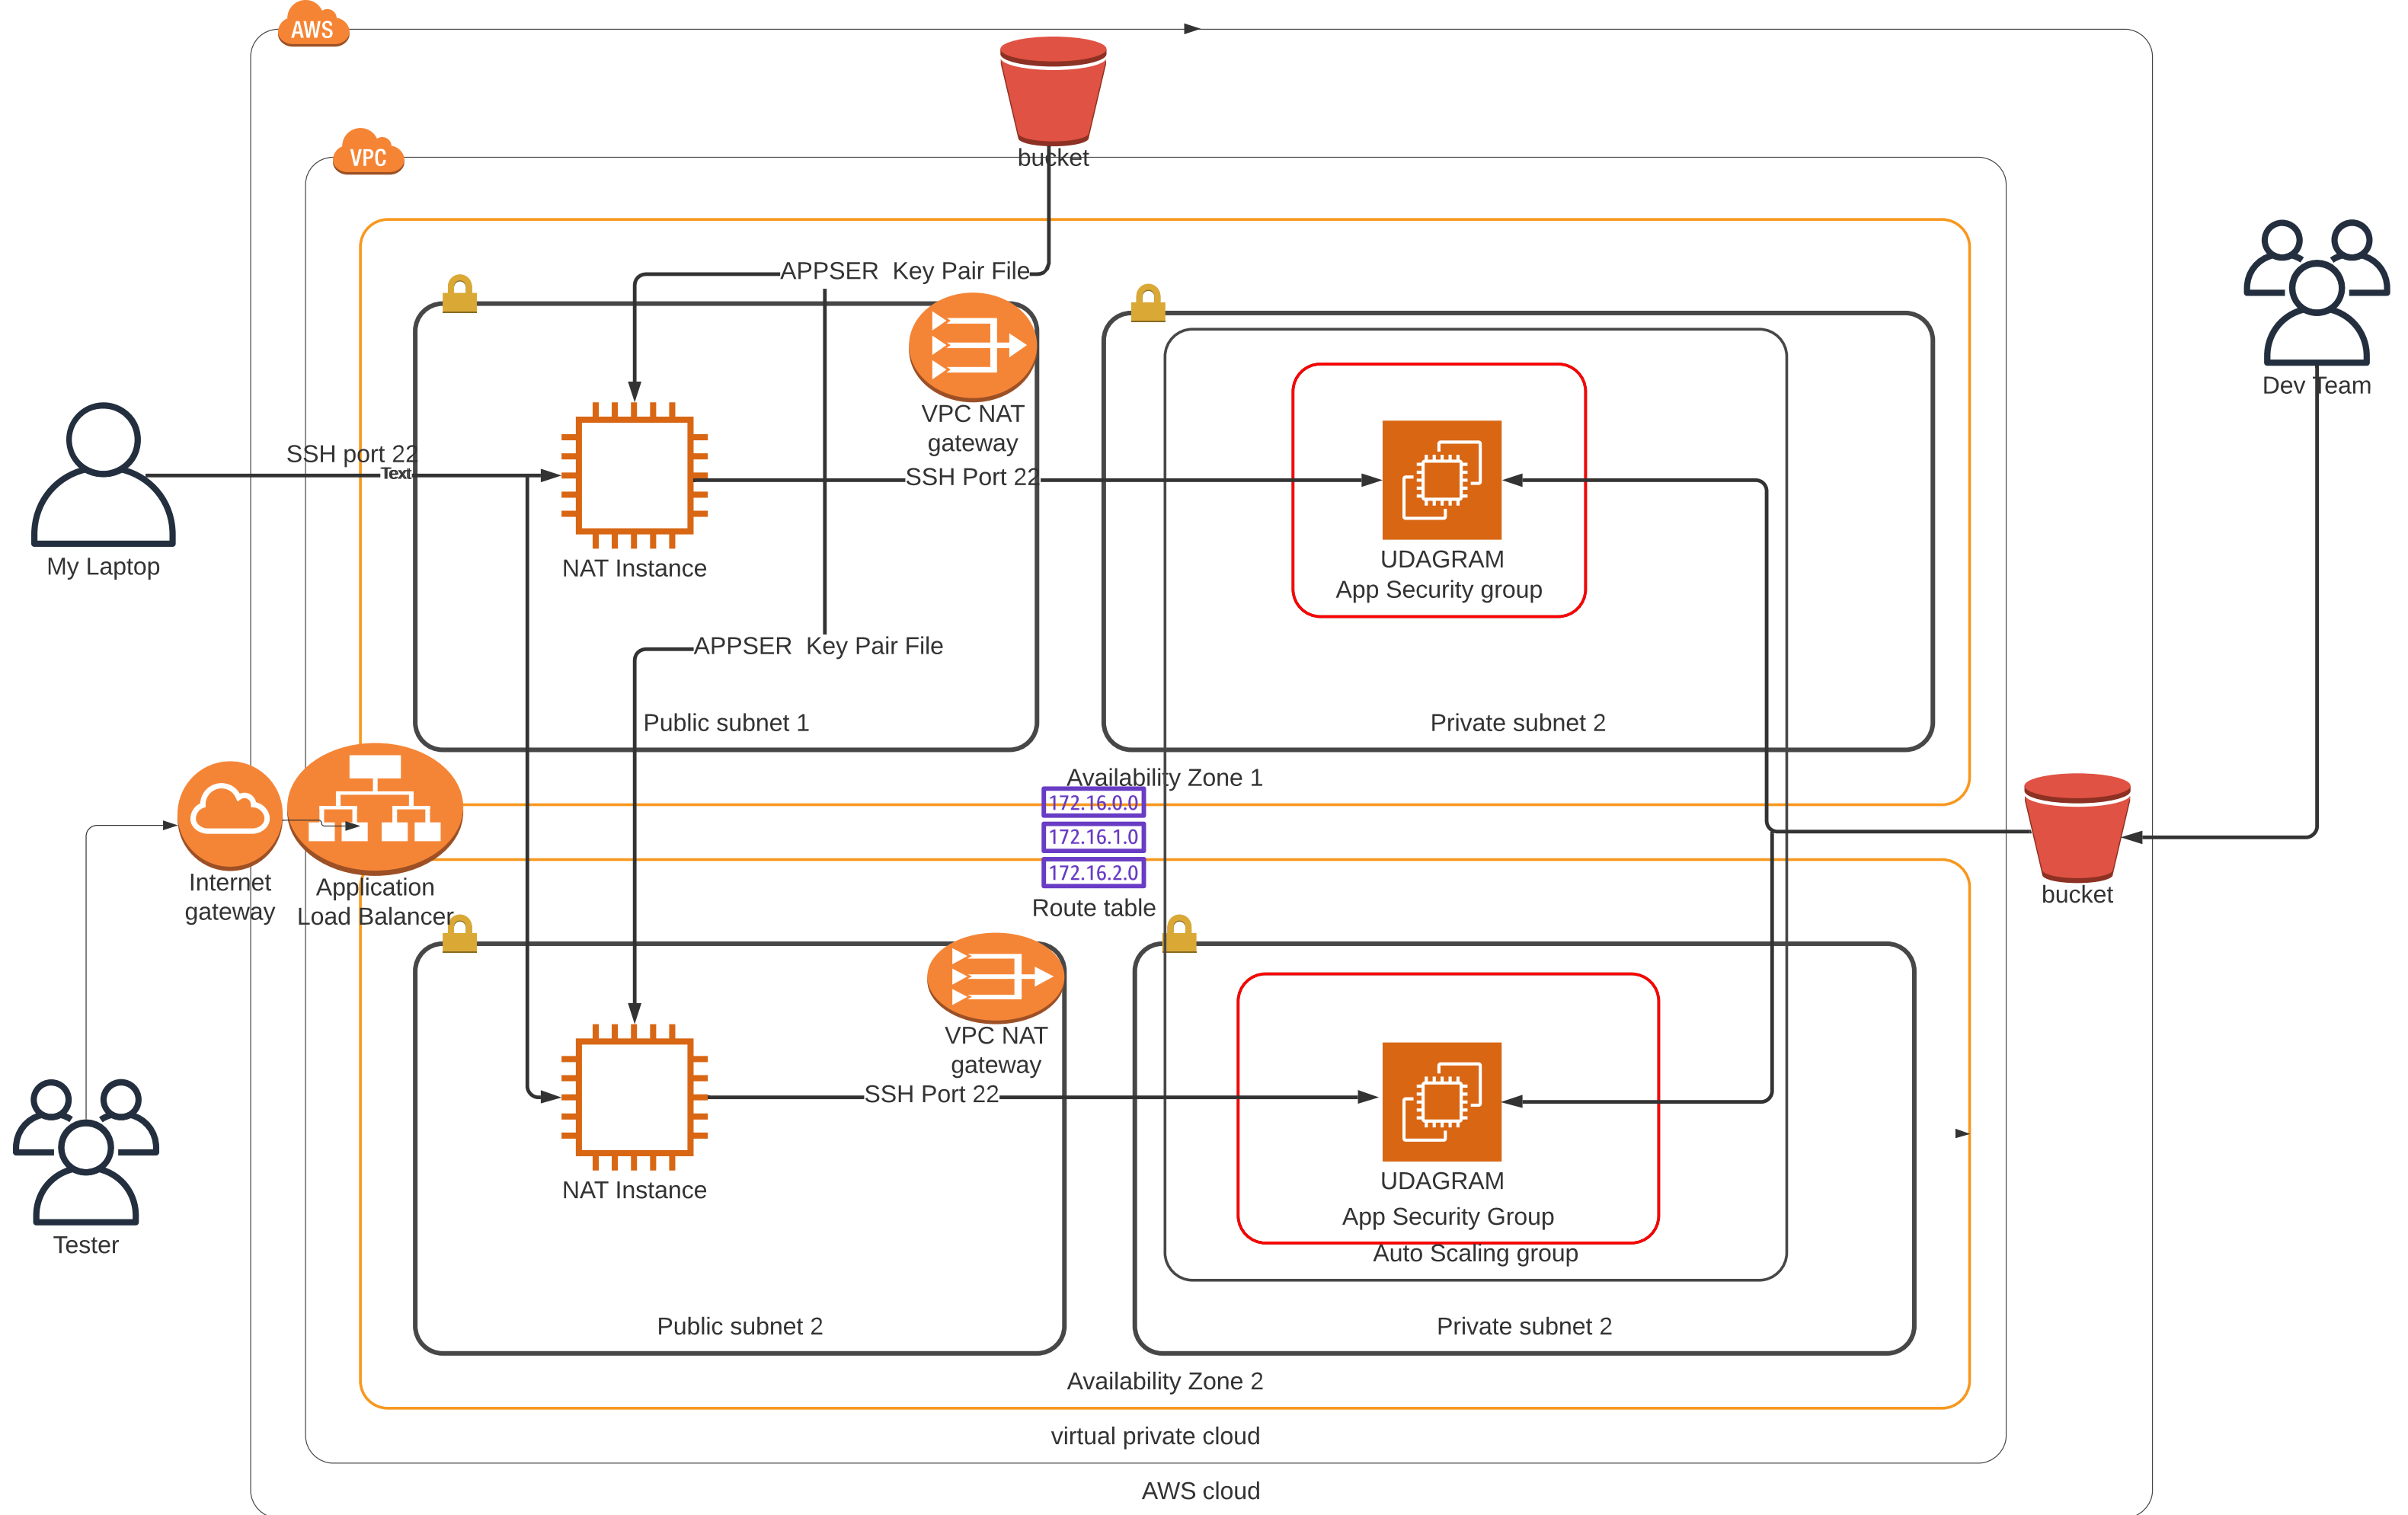 AWS
bucket
VPC
APPSER  Key Pair File
VPC NAT
gateway
Dev Team
SSH port 22
Text
SSH Port 22
My Laptop
NAT Instance
UDAGRAM
App Security group
APPSER  Key Pair File
Public subnet 1
Private subnet 2
Availability Zone 1
172.16.0.0
172.16.1.0
172.16.2.0
Route table
Internet
gateway
Application
Load Balancer
bucket
VPC NAT
gateway
SSH Port 22
NAT Instance
UDAGRAM
App Security Group
Auto Scaling group
Tester
Public subnet 2
Private subnet 2
Availability Zone 2
virtual private cloud
AWS cloud